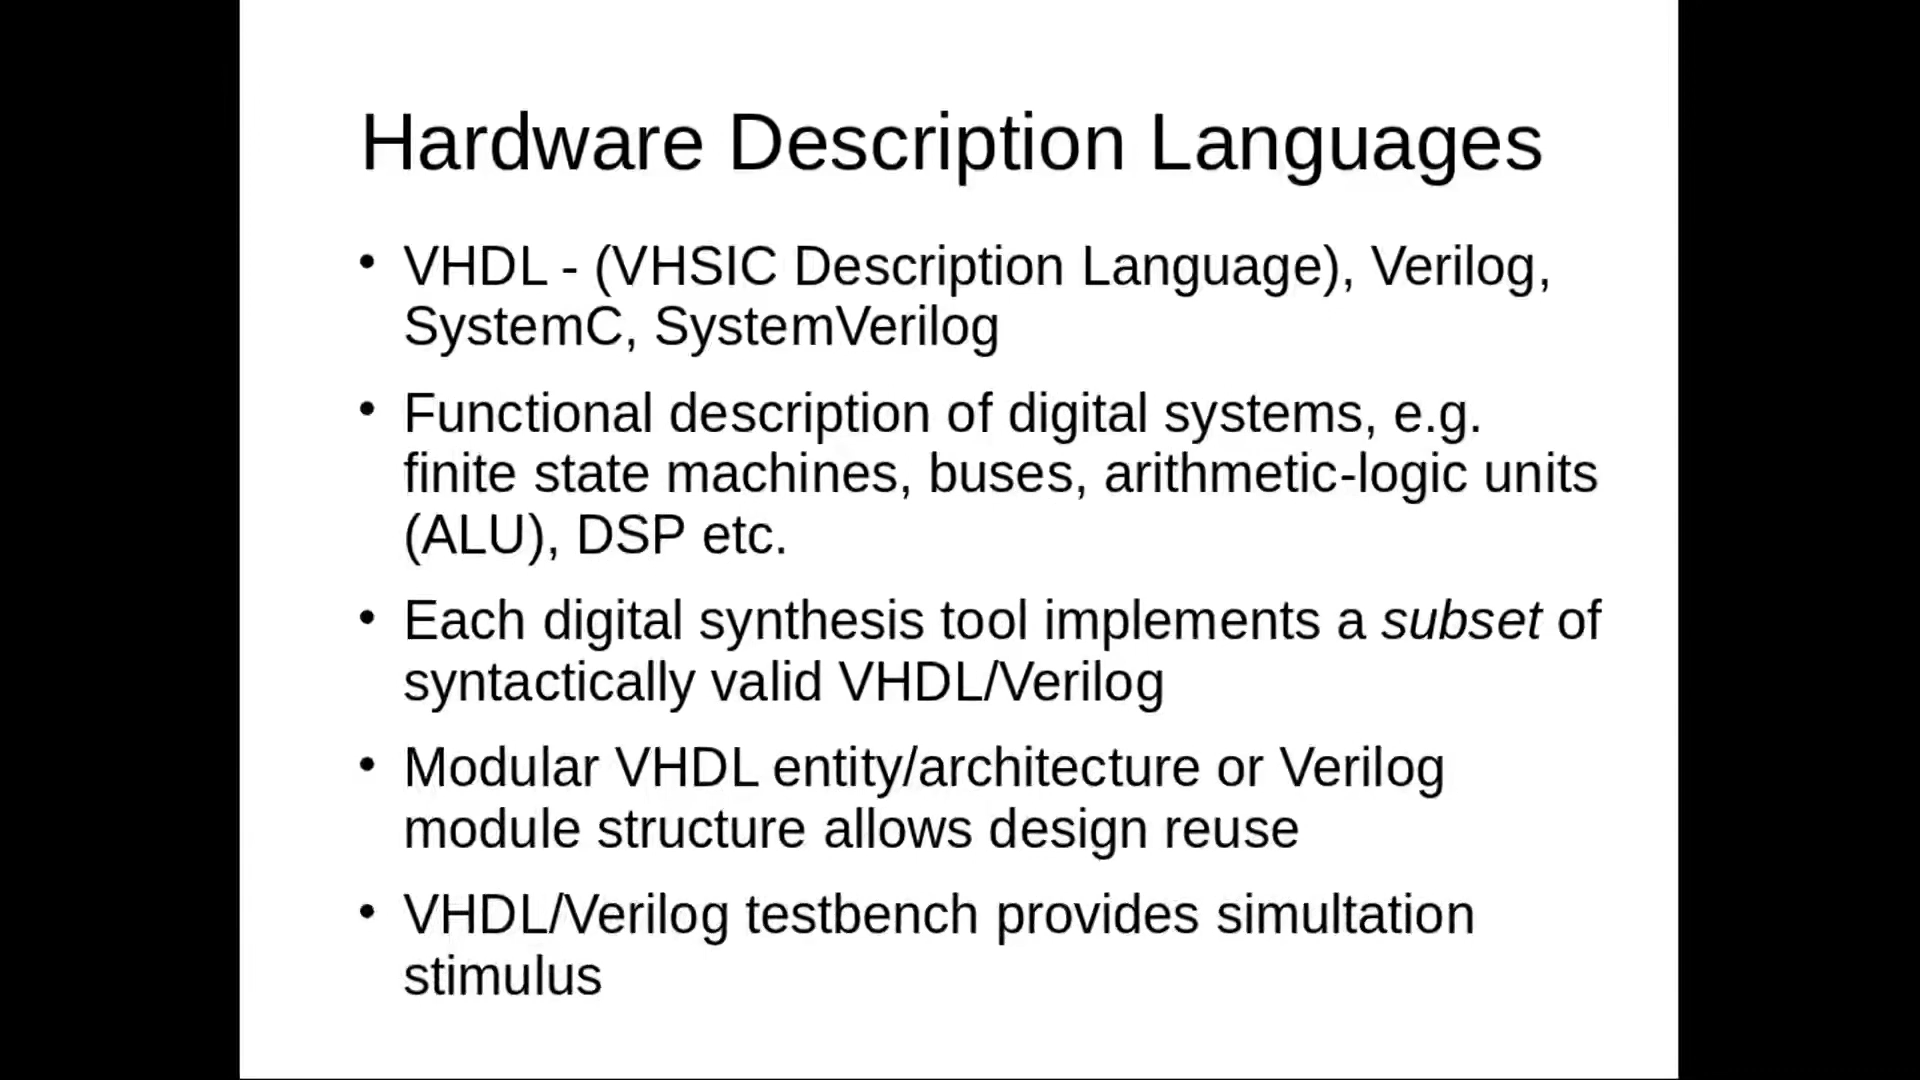 Hardware Description Languages
• VHDL - (VHSIC Description Language), Verilog,
SystemC, SystemVerilog
• Functional description of digital systems, e.g.
finite state machines, buses, arithmetic-logic units
(ALU), DSP etc.
• Each digital synthesis tool implements a subset of
syntactically valid VHDL/Verilog
• Modular VHDL entity/architecture or Verilog
module structure allows design reuse
• VHDL/Verilog testbench provides simultation
stimulus